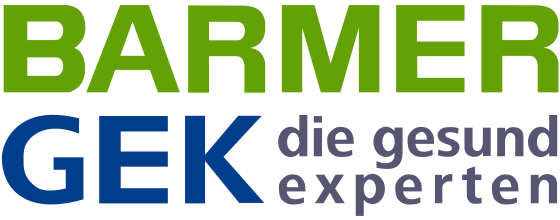 BARMER
GEK die gesund
experten